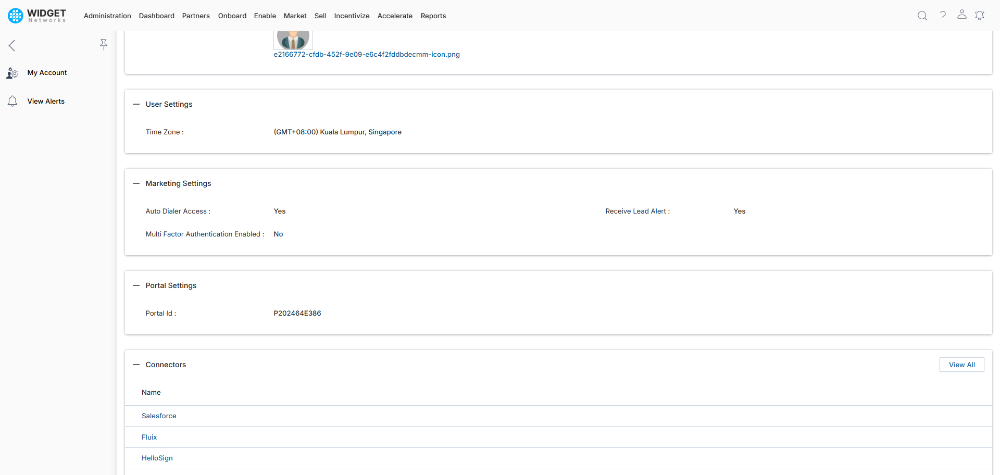 WIDGET
Networks
Administration Dashboard Partners Onboard Enable Market Sell Incentivize Accelerate Reports
My Account
View Alerts
e2166772-cfdb-452f-9e09-e6c4f2fddbdecmm-icon.png
User Settings
Time Zone : (GMT+08:00) Kuala Lumpur, Singapore
Marketing Settings
Auto Dialer Access : Yes Receive Lead Alert : Yes
Multi Factor Authentication Enabled : No
Portal Settings
Portal Id : P202464E386
Connectors View All
Name
Salesforce
Fluix
HelloSign